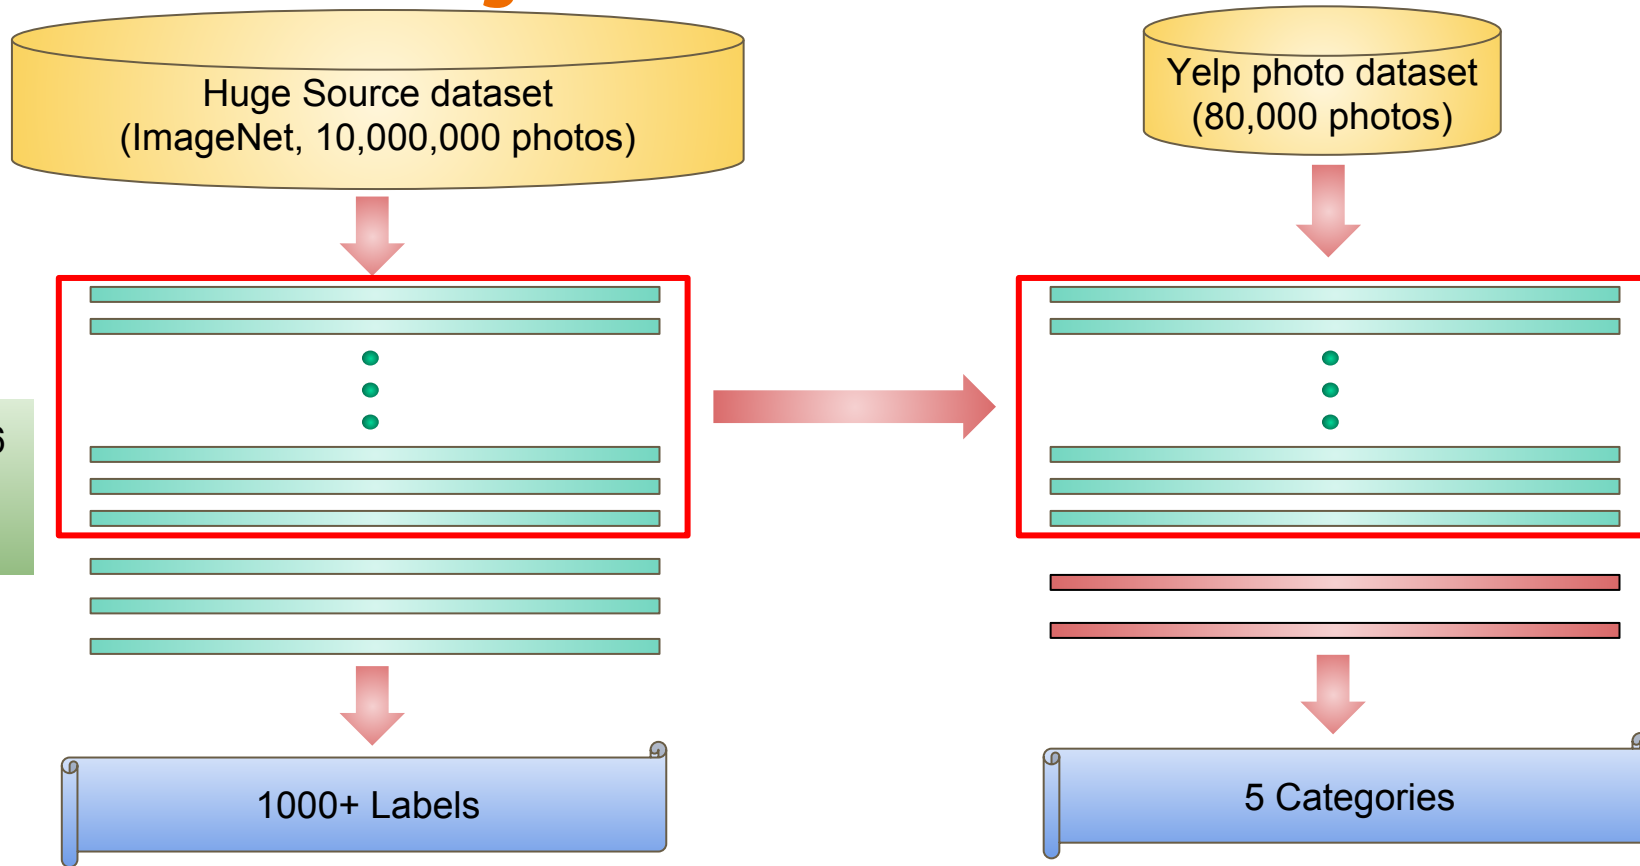 Huge Source dataset
(ImageNet, 10,000,000 photos)
Yelp photo dataset
(80,000 photos)
1000+ Labels
5 Categories